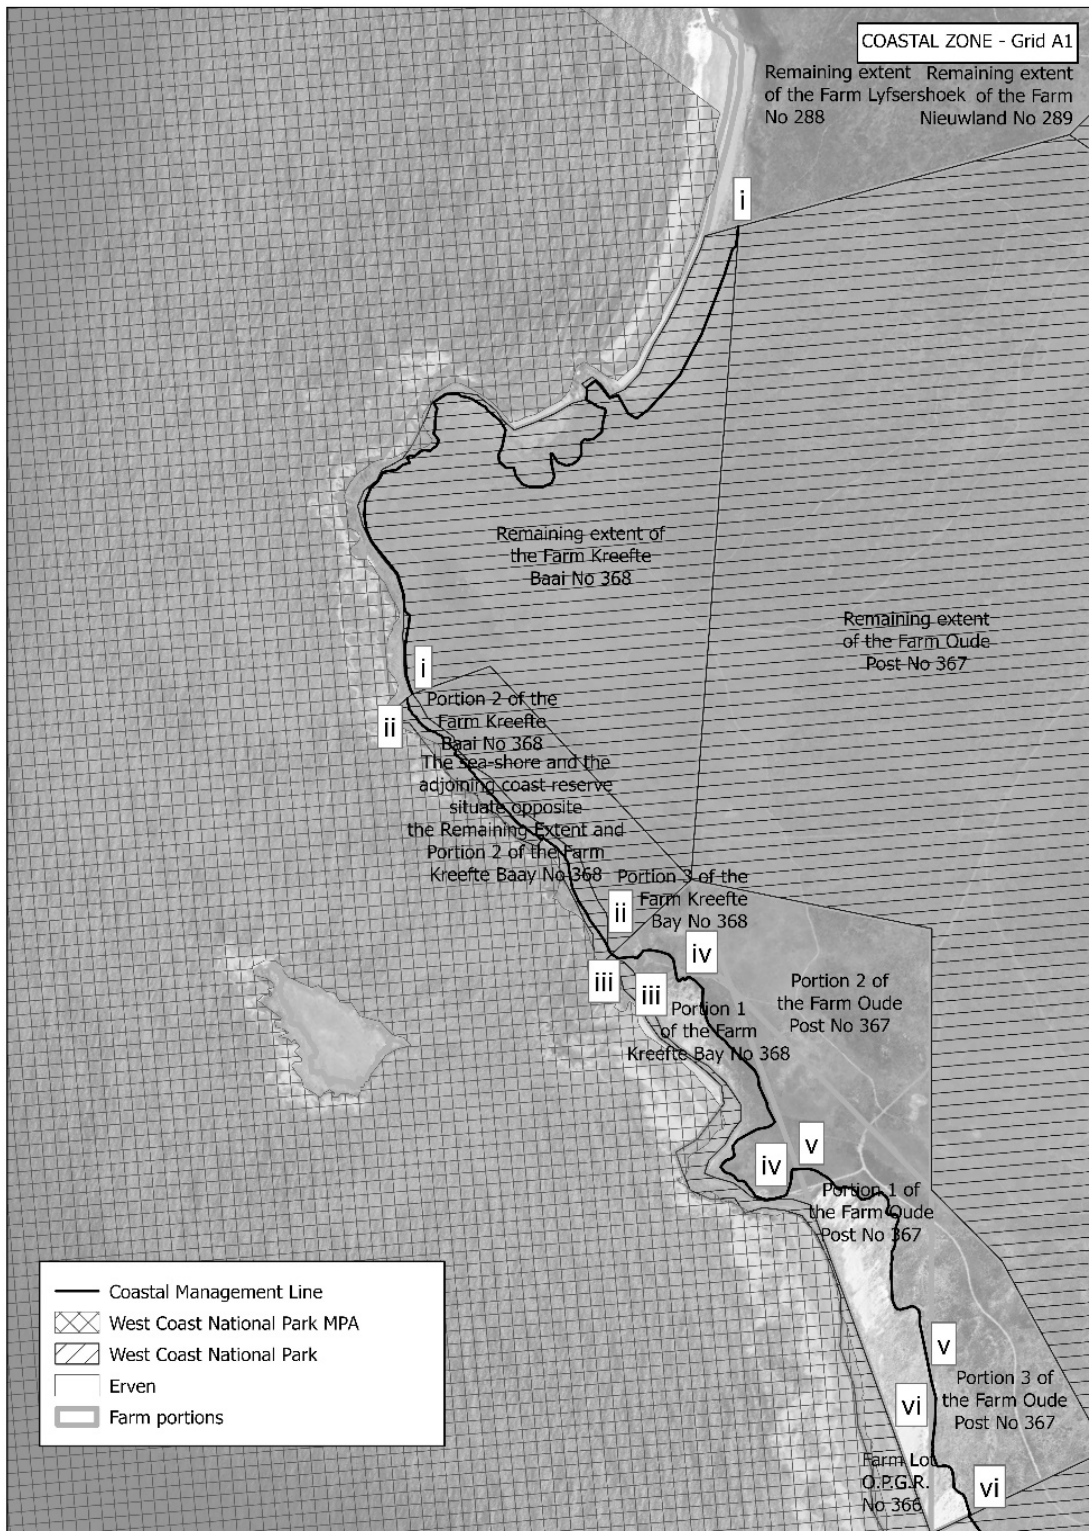 COASTAL ZONE - Grid A1
Remaining extent
of the Farm Lyfsershoek
No 288
Remaining extent
of the Farm
Nieuwland No 289
i
Remaining extent of
the Farm Kreefte
Baai No 368
Remaining extent
of the Farm Oude
Post No 367
i
ii
Portion 2 of the
Farm Kreefte
Baai No 368
The sea-shore and the
adjoining coast reserve
situate opposite
the Remaining Extent and
Portion 2 of the Farm
Kreefte Baay No 368
Portion 3 of the
Farm Kreefte
Bay No 368
ii
iv
iii
iii
Portion 2 of
the Farm Oude
Post No 367
Portion 1
of the Farm
Kreefte Bay No 368
v
iv
Portion 1 of
the Farm Oude
Post No 367
v
Portion 3 of
the Farm Oude
Post No 367
vi
Farm Lot
O.P.G.R.
No 366
vi
Coastal Management Line
West Coast National Park MPA
West Coast National Park
Erven
Farm portions